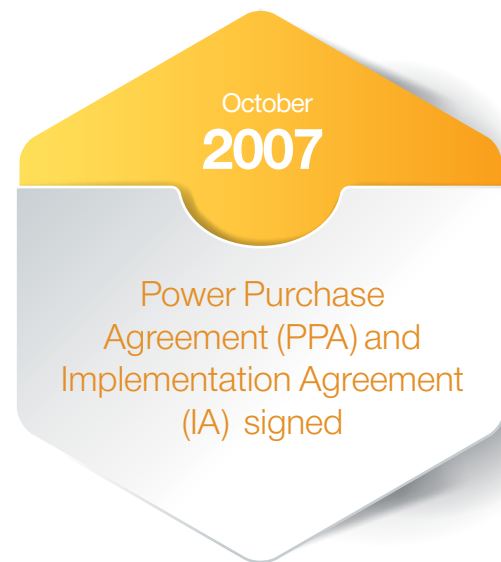 October
2007
Power Purchase
Agreement (PPA) and
Implementation Agreement
(IA) signed